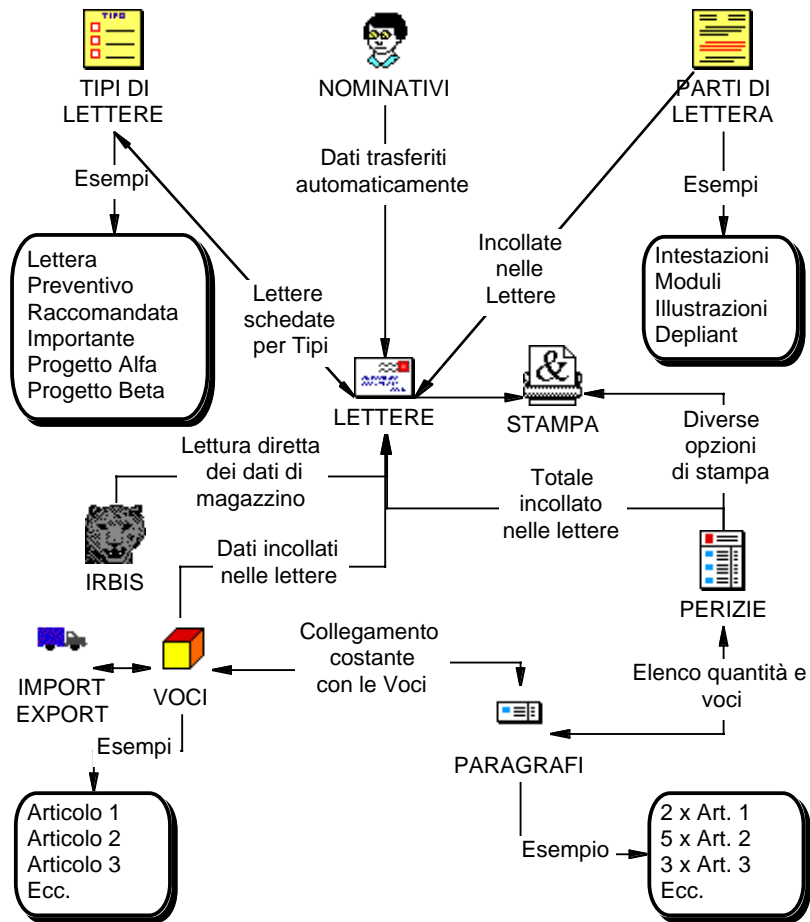 TIPO
TIPI DI
LETTERE
NOMINATIVI
PARTI DI
LETTERA
Esempi
Dati trasferiti
automaticamente
Esempi
Lettera
Preventivo
Raccomandata
Importante
Progetto Alfa
Progetto Beta
Lettere
schedate
per Tipi
Incollate
nelle
Lettere
Intestazioni
Moduli
Illustrazioni
Depliant
&
LETTERE
STAMPA
Diverse
opzioni
di stampa
Lettura diretta
dei dati di
magazzino
Totale
incollato
nelle lettere
IRBIS
Dati incollati
nelle lettere
PERIZIE
IMPORT
EXPORT
VOCI
Collegamento
costante
con le Voci
Elenco quantità e
voci
Esempi
PARAGRAFI
Articolo 1
Articolo 2
Articolo 3
Ecc.
Esempio
2 x Art. 1
5 x Art. 2
3 x Art. 3
Ecc.